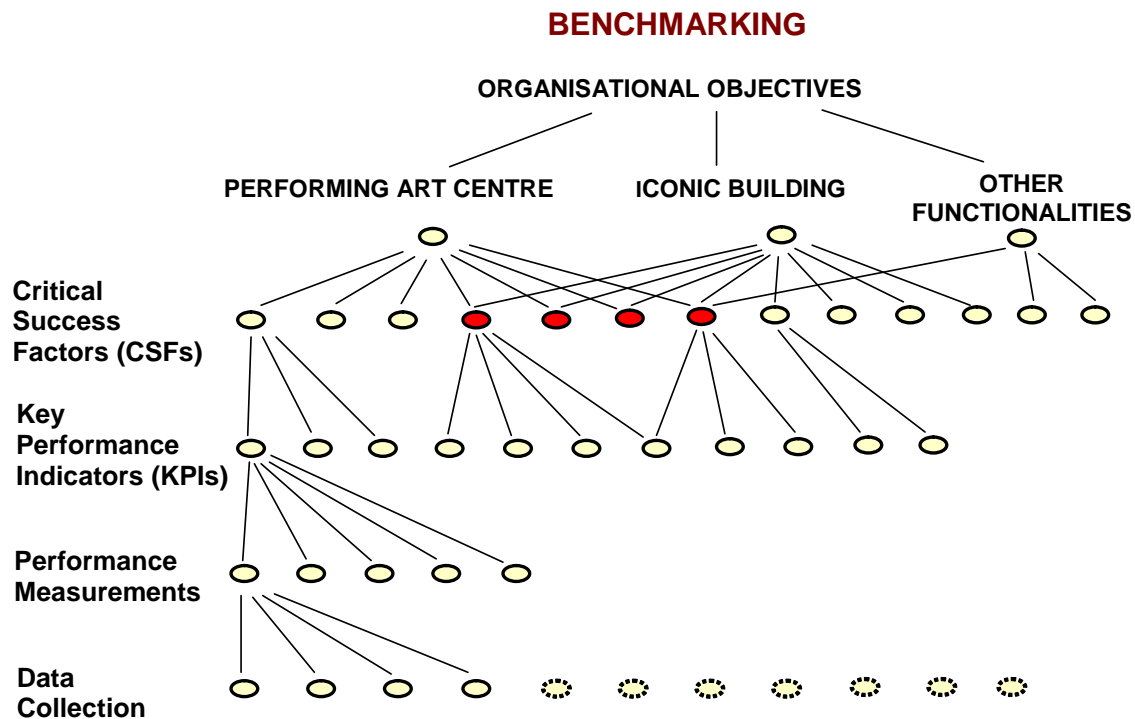 BENCHMARKING
ORGANISATIONAL OBJECTIVES
PERFORMING ART CENTRE
ICONIC BUILDING
OTHER
FUNCTIONALITIES
Critical
Success
Factors (CSFs)
Key
Performance
Indicators (KPIs)
Performance
Measurements
Data
Collection